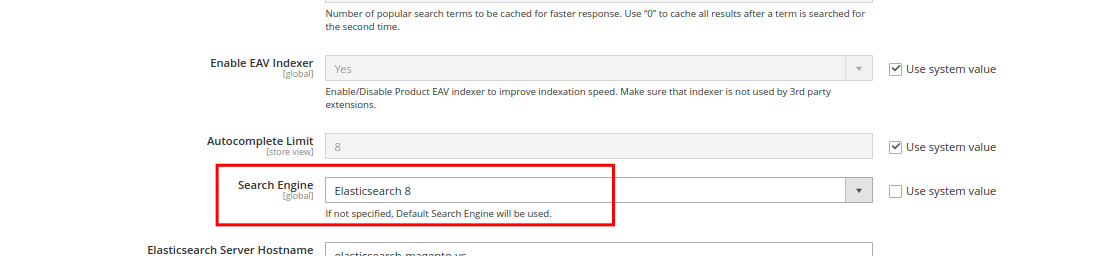 Number of popular search terms to be cached for faster response. Use “0” to cache all results after a term is searched for
the second time.
Enable EAV Indexer
[global]
Yes
Use system value
Enable/Disable Product EAV indexer to improve indexation speed. Make sure that indexer is not used by 3rd party
extensions.
Autocomplete Limit
[store view]
8
Use system value
Search Engine
[global]
Elasticsearch 8
Use system value
If not specified, Default Search Engine will be used.
Elasticsearch Server Hostname